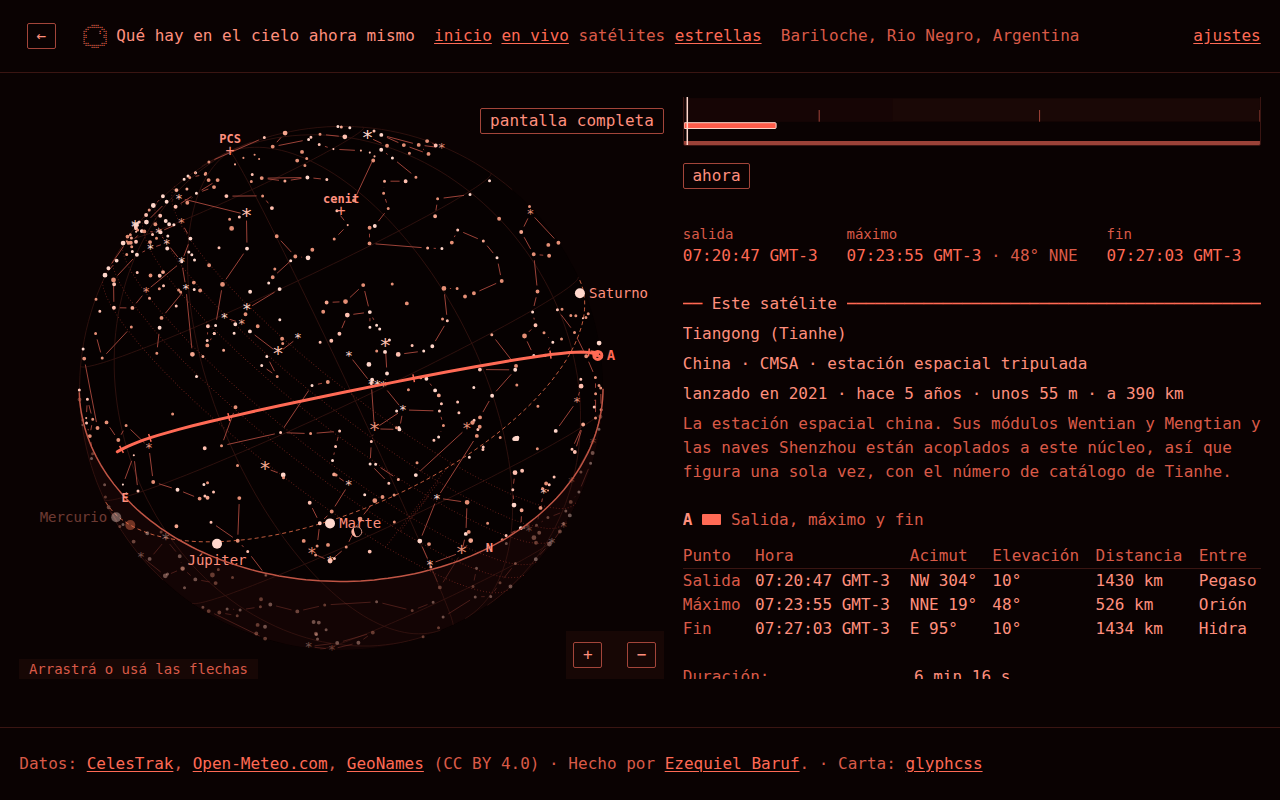 ← Qué hay en el cielo ahora mismo inicio en vivo satélites estrellas Bariloche, Rio Negro, Argentina ajustes
pantalla completa
PCS
cenit
Saturno
A
E
Mercurio
Marte
Júpiter
N
+ −
Arrastrá o usá las flechas
ahora
salida máximo fin
07:20:47 GMT-3 07:23:55 GMT-3 · 48° NNE 07:27:03 GMT-3
Este satélite
Tiangong (Tianhe)
China · CMSA · estación espacial tripulada
lanzado en 2021 · hace 5 años · unos 55 m · a 390 km
La estación espacial china. Sus módulos Wentian y Mengtian y
las naves Shenzhou están acoplados a este núcleo, así que
figura una sola vez, con el número de catálogo de Tianhe.
A Salida, máximo y fin
Punto Hora Acimut Elevación Distancia Entre
Salida 07:20:47 GMT-3 NW 304° 10° 1430 km Pegaso
Máximo 07:23:55 GMT-3 NNE 19° 48° 526 km Orión
Fin 07:27:03 GMT-3 E 95° 10° 1434 km Hidra
Duración: 6 min 16 s
Datos: CelesTrak, Open-Meteo.com, GeoNames (CC BY 4.0) · Hecho por Ezequiel Baruf. · Carta: glyphcss